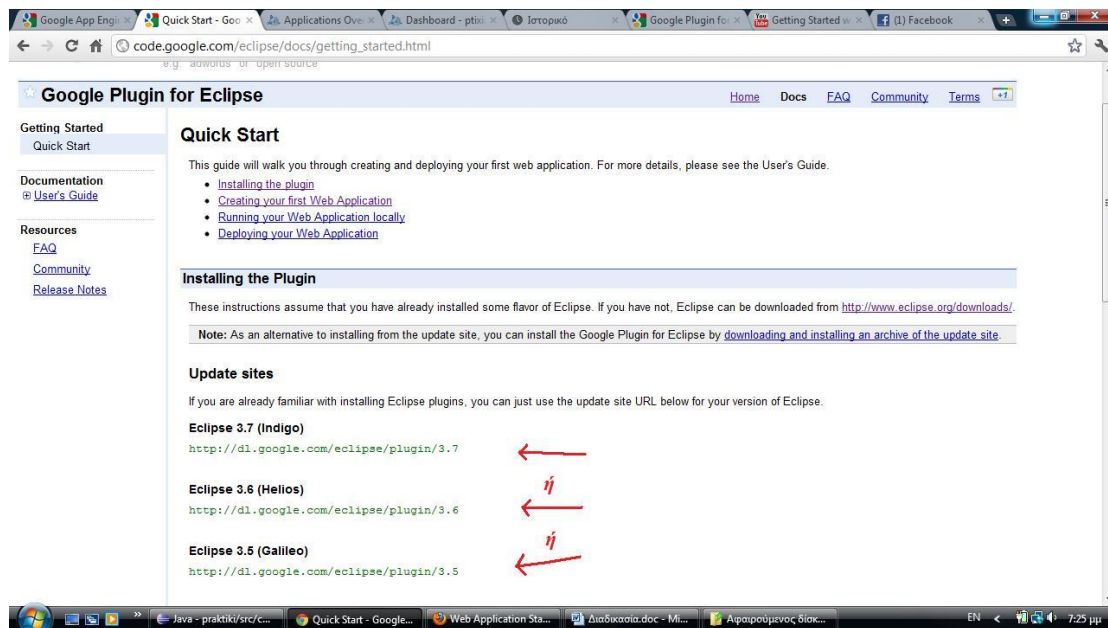 Google App Engin
Quick Start - Goo
Applications Ove
Dashboard - ptixi
Ιστορικό
Google Plugin for
Getting Started w
(1) Facebook
code.google.com/eclipse/docs/getting_started.html
e.g. "adwords" or "open source"
Google Plugin for Eclipse
Home Docs FAQ Community Terms +1
Getting Started
Quick Start
Documentation
User's Guide
Resources
FAQ
Community
Release Notes
Quick Start
This guide will walk you through creating and deploying your first web application. For more details, please see the User's Guide.
Installing the plugin
Creating your first Web Application
Running your Web Application locally
Deploying your Web Application
Installing the Plugin
These instructions assume that you have already installed some flavor of Eclipse. If you have not, Eclipse can be downloaded from http://www.eclipse.org/downloads/.
Note: As an alternative to installing from the update site, you can install the Google Plugin for Eclipse by downloading and installing an archive of the update site.
Update sites
If you are already familiar with installing Eclipse plugins, you can just use the update site URL below for your version of Eclipse.
Eclipse 3.7 (Indigo)
http://dl.google.com/eclipse/plugin/3.7
ή
Eclipse 3.6 (Helios)
http://dl.google.com/eclipse/plugin/3.6
ή
Eclipse 3.5 (Galileo)
http://dl.google.com/eclipse/plugin/3.5
Java - praktiki/src/c...
Quick Start - Google...
Web Application Sta...
Διαδικασία.doc - Mi...
Αφαιρούμενος δίσκ...
EN
7:25 μμ